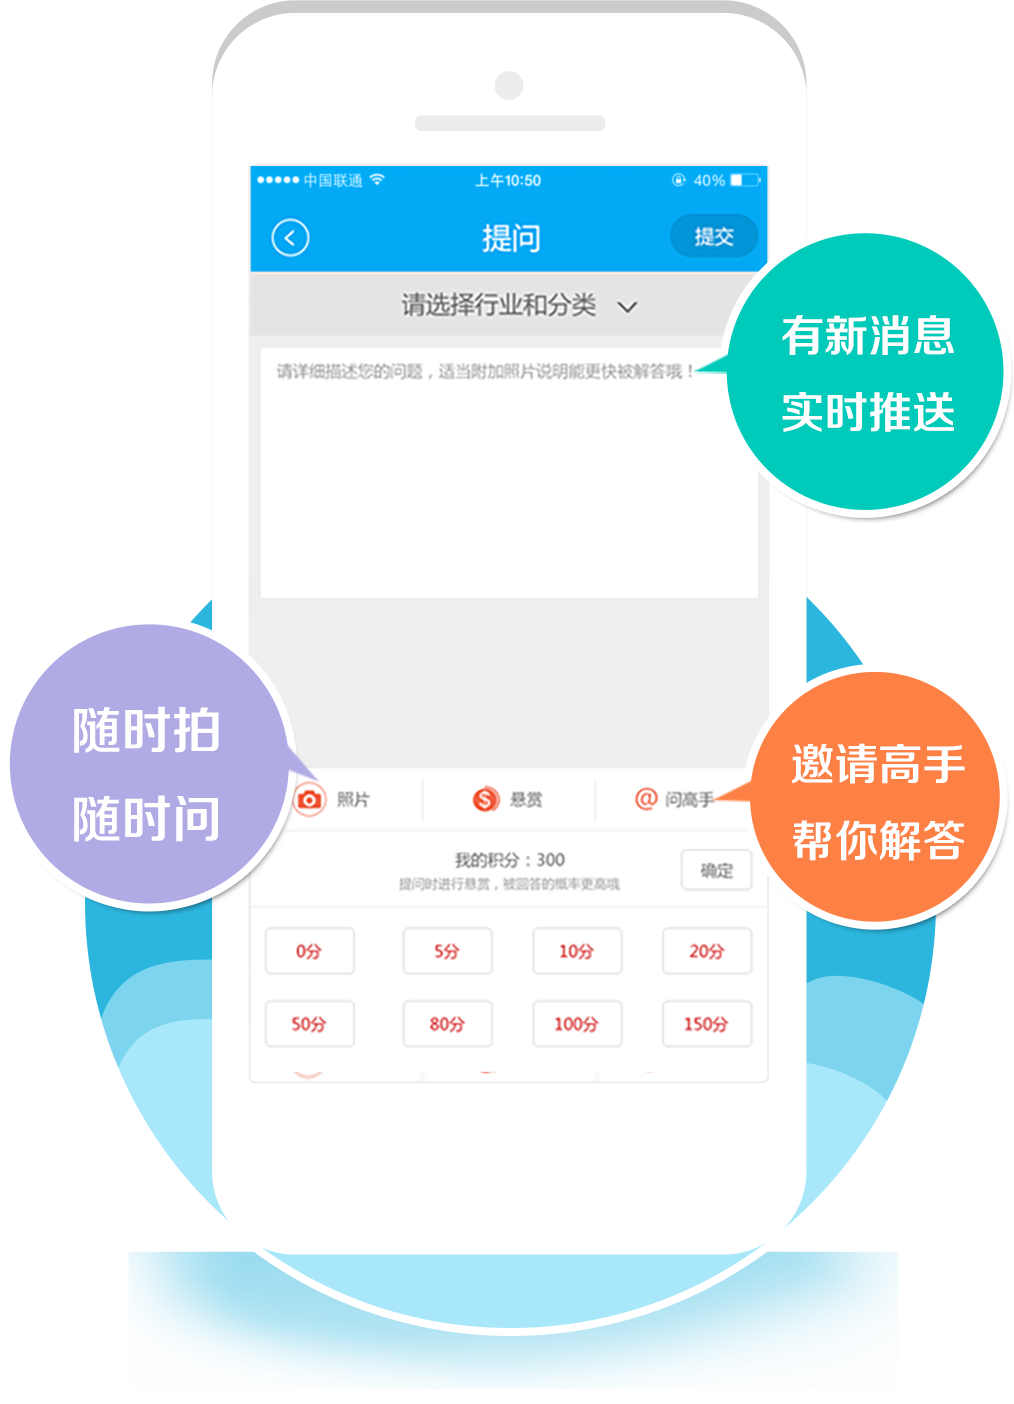 中国联通 上午10:50 40%
提问 提交
请选择行业和分类
请详细描述您的问题，适当附加照片说明能更快被解答哦！
有新消息
实时推送
随时拍
随时问
照片 悬赏 @问高手
邀请高手
帮你解答
我的积分：300
提问时进行悬赏，被回答的概率更高哦
确定
0分 5分 10分 20分
50分 80分 100分 150分